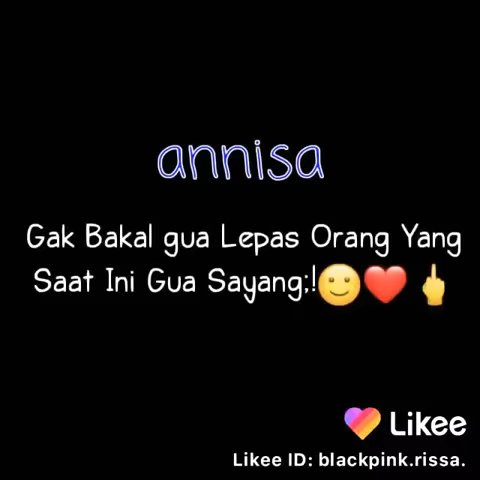 annisa
Gak Bakal gua Lepas Orang Yang
Saat Ini Gua Sayang;!🙂❤️🖕
Likee
Likee ID: blackpink.rissa.